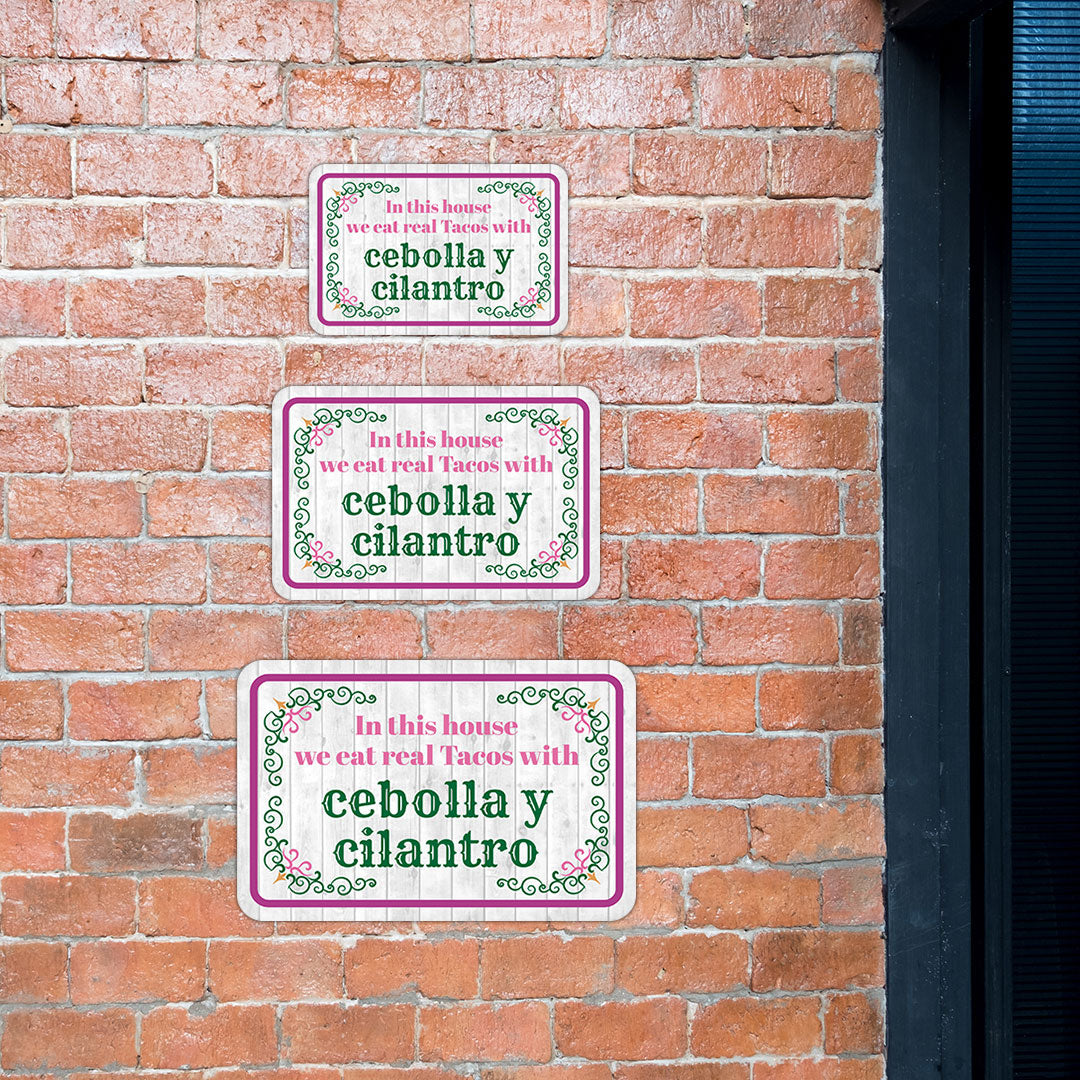 In this house
we eat real Tacos with
cebolla y
cilantro
In this house
we eat real Tacos with
cebolla y
cilantro
In this house
we eat real Tacos with
cebolla y
cilantro